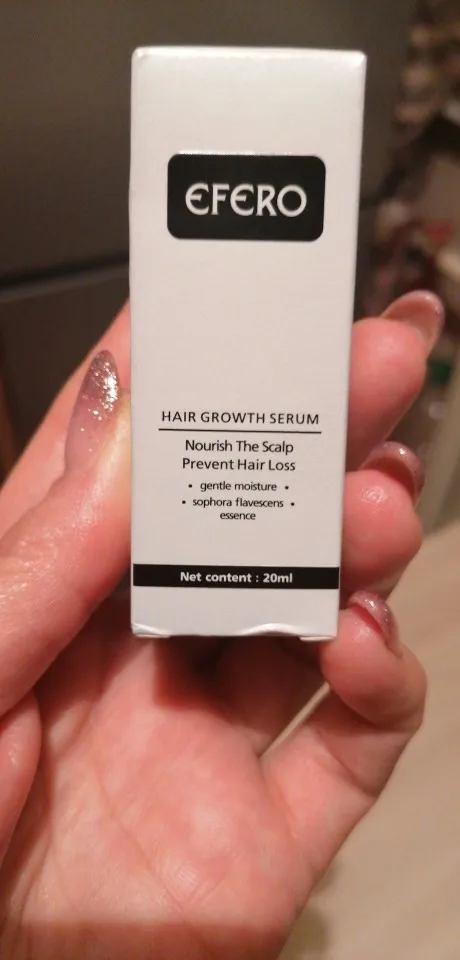 EFERO
HAIR GROWTH SERUM
Nourish The Scalp
Prevent Hair Loss
• gentle moisture •
• sophora flavescens •
essence
Net content : 20ml